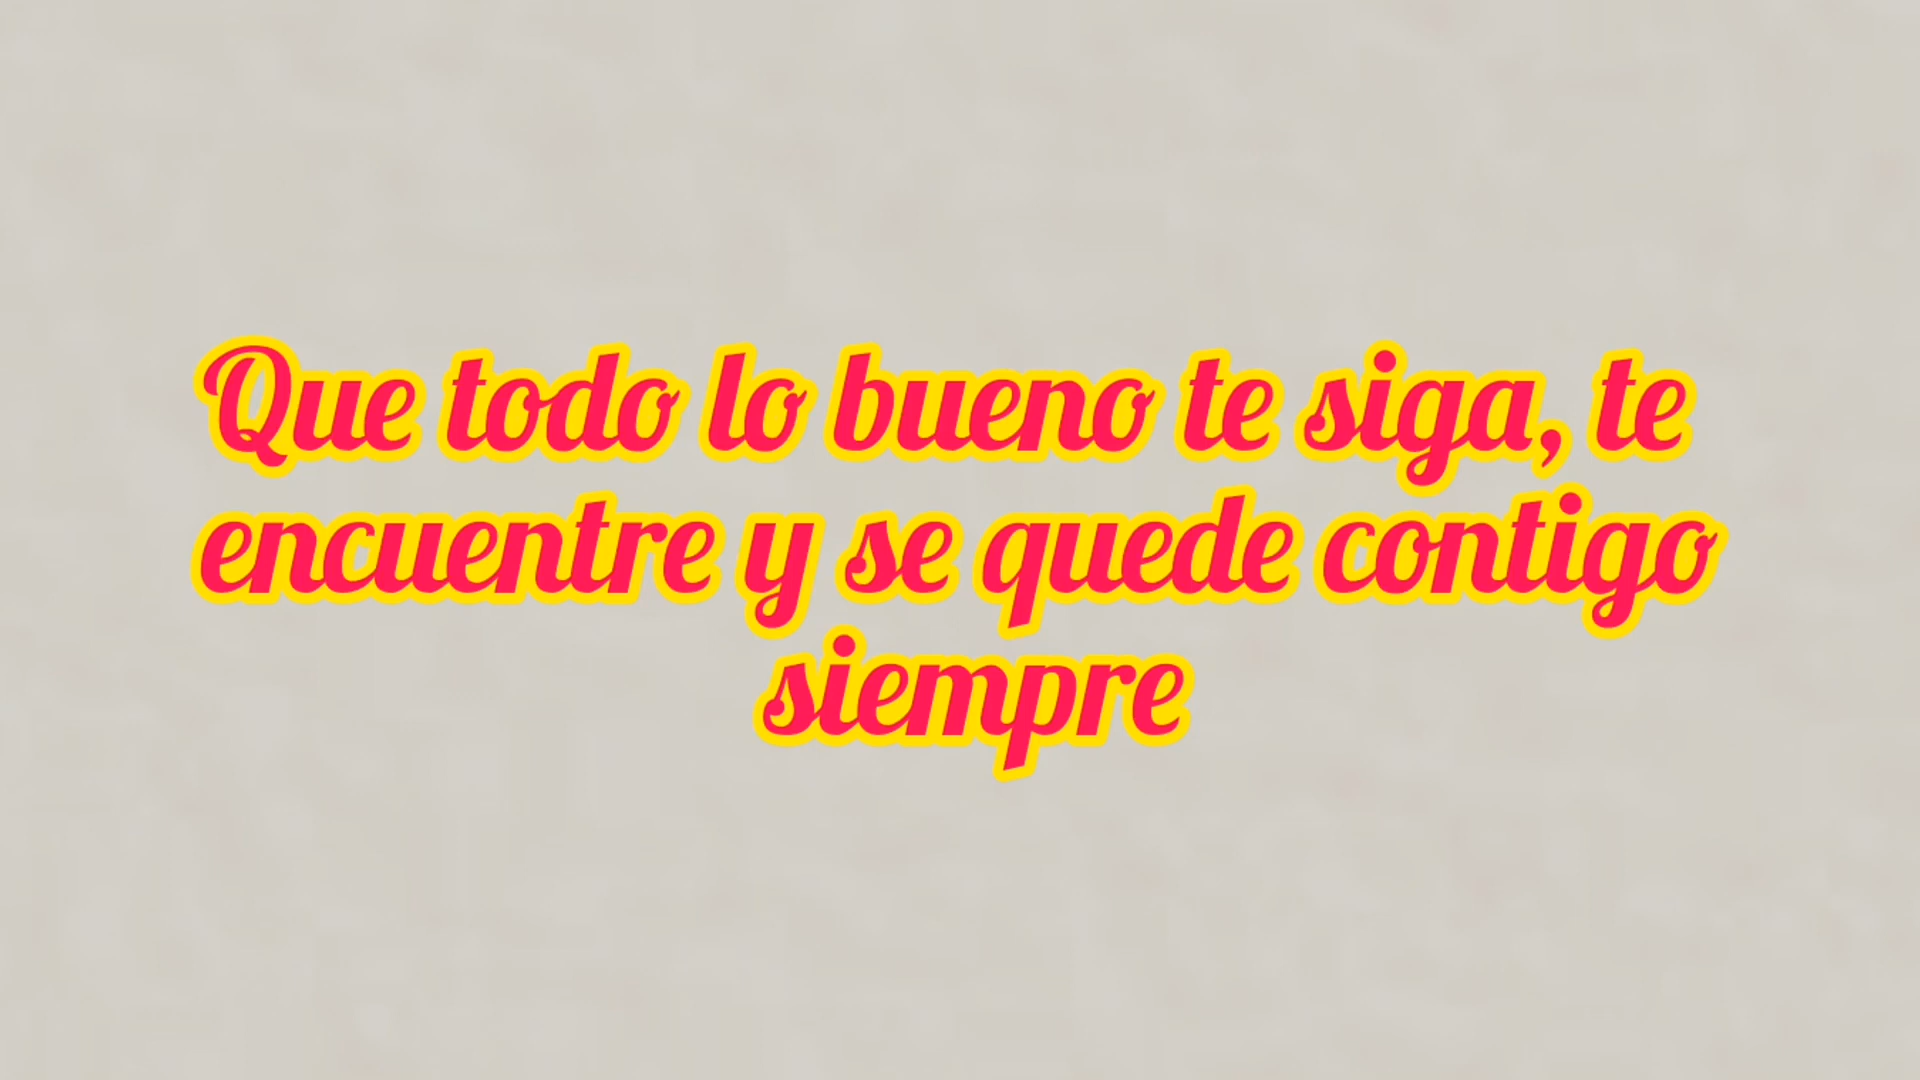 Que todo lo bueno te siga, te
encuentre y se quede contigo
siempre